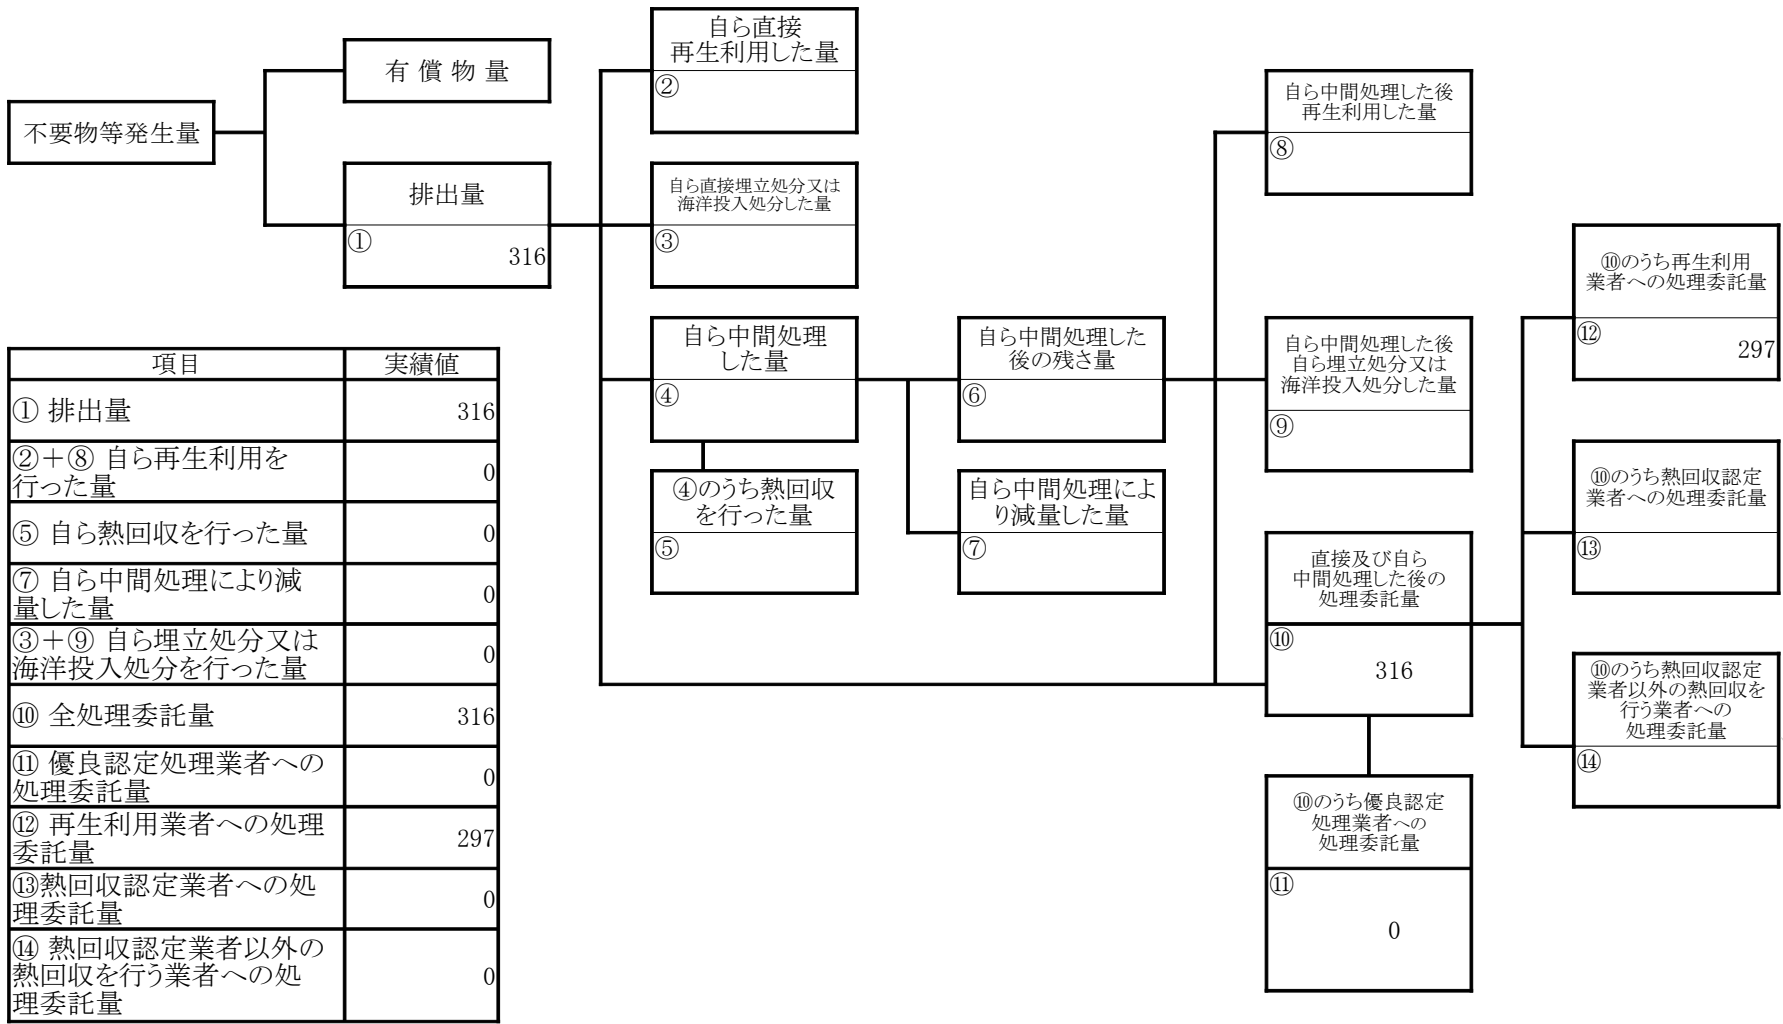 不要物等発生量
有 償 物 量
排出量
①
316
自ら直接
再生利用した量
②
自ら直接埋立処分又は
海洋投入処分した量
③
自ら中間処理
した量
④
④のうち熱回収
を行った量
⑤
自ら中間処理した
後の残さ量
⑥
自ら中間処理によ
り減量した量
⑦
自ら中間処理した後
再生利用した量
⑧
自ら中間処理した後
自ら埋立処分又は
海洋投入処分した量
⑨
直接及び自ら
中間処理した後の
処理委託量
⑩
316
⑩のうち優良認定
処理業者への
処理委託量
⑪
0
⑩のうち再生利用
業者への処理委託量
⑫
297
⑩のうち熱回収認定
業者への処理委託量
⑬
⑩のうち熱回収認定
業者以外の熱回収を
行う業者への
処理委託量
⑭
項目 実績値
① 排出量 316
②+⑧ 自ら再生利用を
行った量 0
⑤ 自ら熱回収を行った量 0
⑦ 自ら中間処理により減
量した量 0
③+⑨ 自ら埋立処分又は
海洋投入処分を行った量 0
⑩ 全処理委託量 316
⑪ 優良認定処理業者への
処理委託量 0
⑫ 再生利用業者への処理
委託量 297
⑬熱回収認定業者への処
理委託量 0
⑭ 熱回収認定業者以外の
熱回収を行う業者への処
理委託量 0